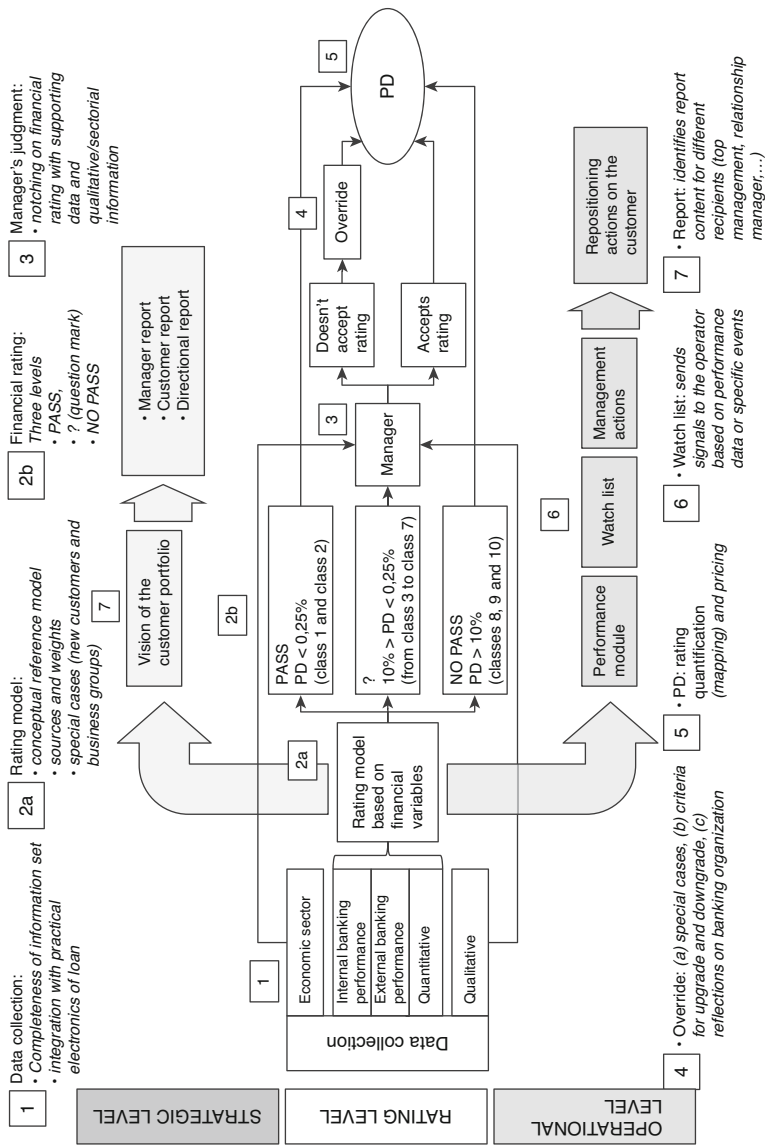 1
Data collection:
• Completeness of information set
• integration with practical
electronics of loan
2a
Rating model:
• conceptual reference model
• sources and weights
• special cases (new customers and
business groups)
2b
Financial rating:
Three levels
• PASS,
• ? (question mark)
• NO PASS
3
Manager's judgment:
• notching on financial
rating with supporting
data and
qualitative/sectorial
information
STRATEGIC LEVEL
7
Vision of the
customer portfolio
• Manager report
• Customer report
• Directional report
RATING LEVEL
1
Data collection
Economic sector
Internal banking
performance
External banking
performance
Quantitative
Qualitative
2a
Rating model
based on
financial
variables
2b
PASS
PD < 0,25%
(class 1 and class 2)
?
10% > PD < 0,25%
(from class 3 to class 7)
NO PASS
PD > 10%
(classes 8, 9 and 10)
3
Manager
Doesn't
accept
rating
Accepts
rating
4
Override
5
PD
OPERATIONAL
LEVEL
Performance
module
6
Watch list
Management
actions
Repositioning
actions on the
customer
4
• Override: (a) special cases, (b) criteria
for upgrade and downgrade, (c)
reflections on banking organization
5
• PD: rating
quantification
(mapping) and pricing
6
• Watch list: sends
signals to the operator
based on performance
data or specific events
7
• Report: identifies report
content for different
recipients (top
management, relationship
manager,...)